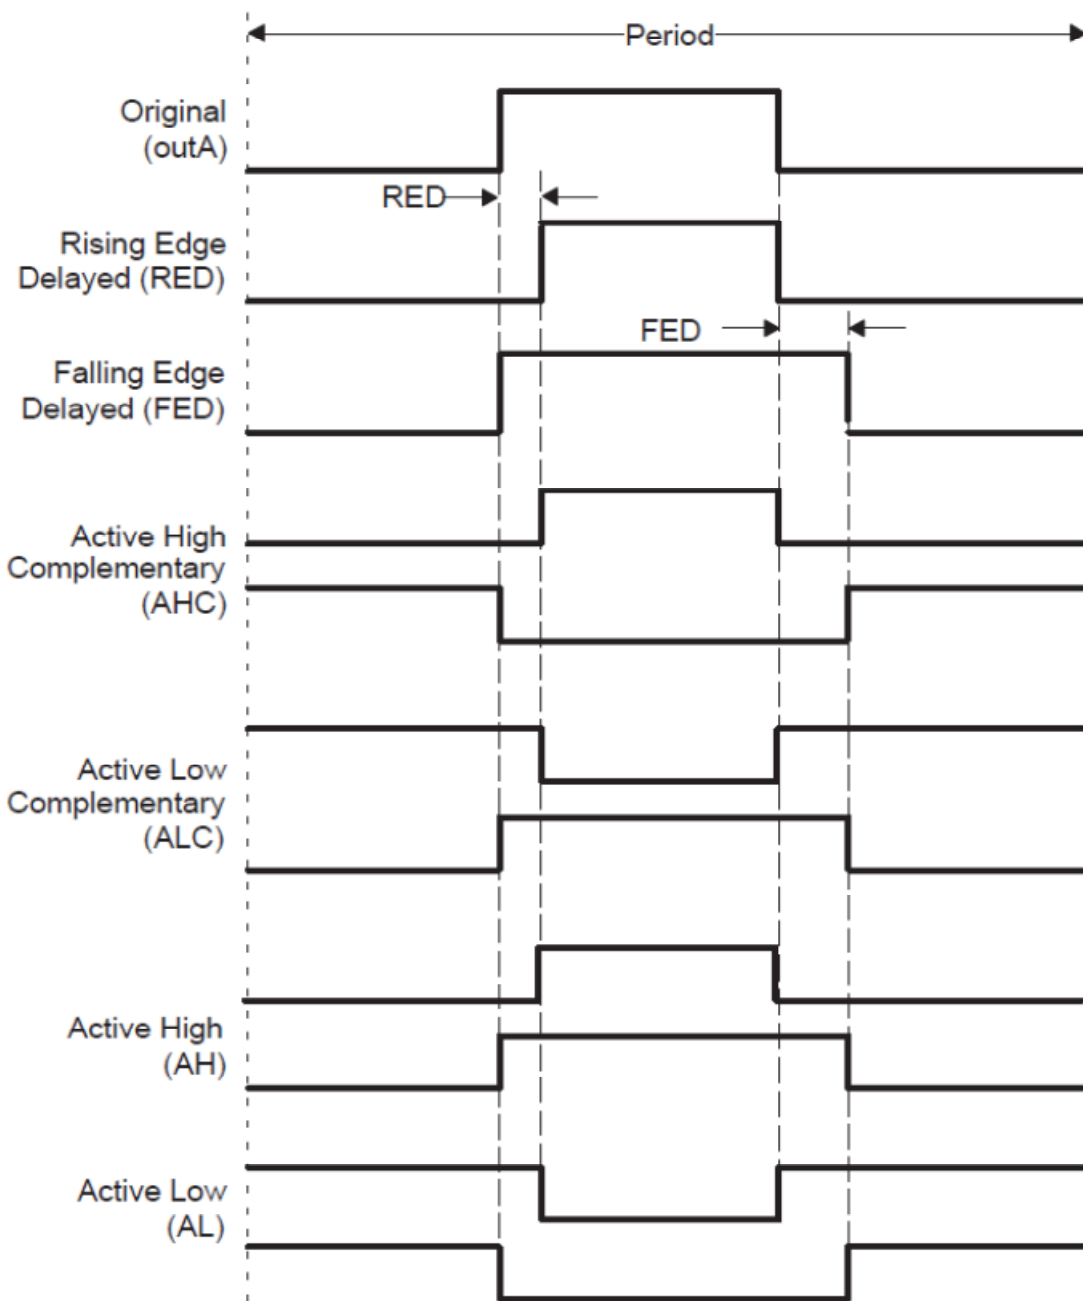 Period
Original
(outA)
RED
Rising Edge
Delayed (RED)
FED
Falling Edge
Delayed (FED)
Active High
Complementary
(AHC)
Active Low
Complementary
(ALC)
Active High
(AH)
Active Low
(AL)